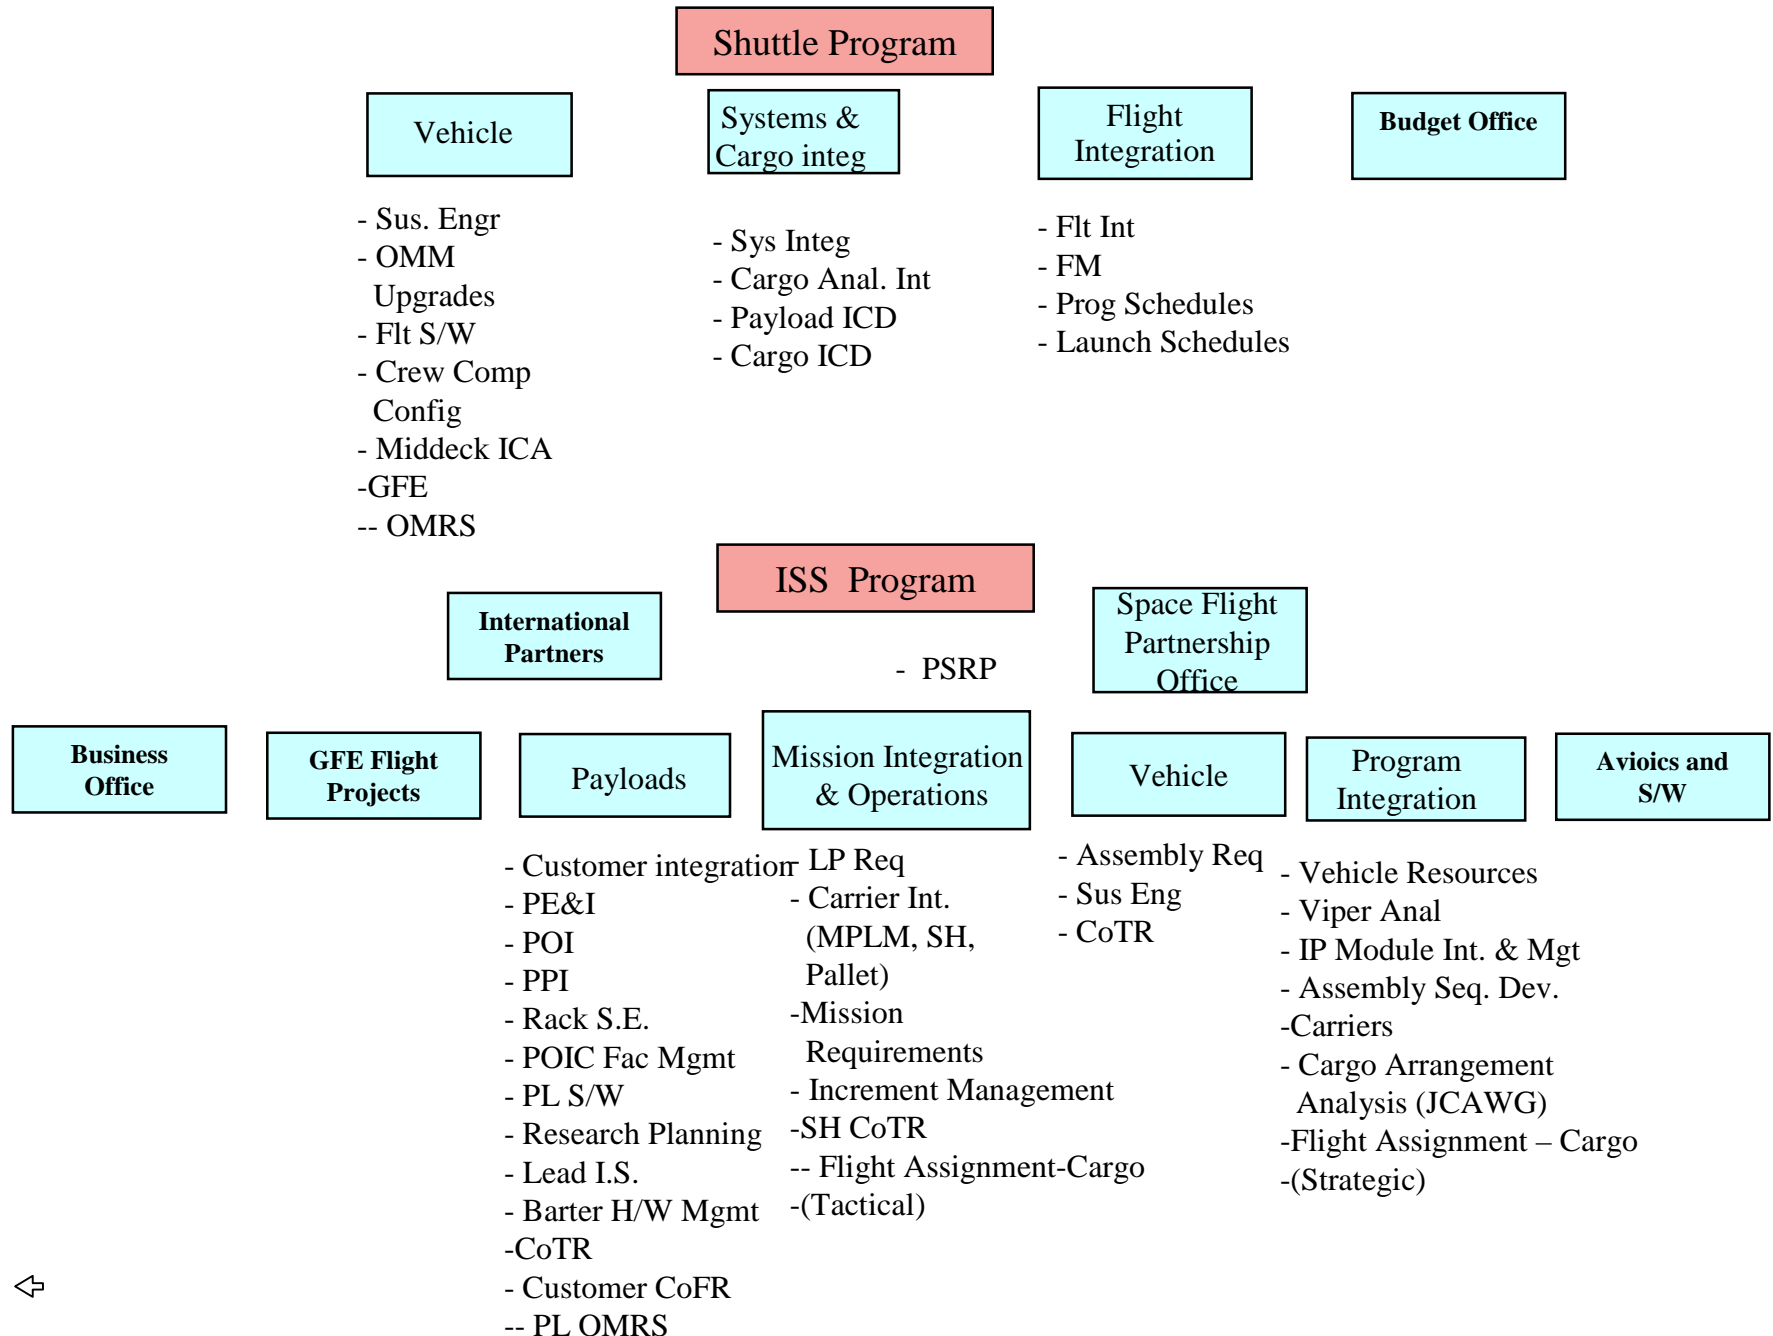 Shuttle Program
Vehicle
- Sus. Engr
- OMM
Upgrades
- Flt S/W
- Crew Comp
Config
- Middeck ICA
-GFE
-- OMRS
Systems &
Cargo integ
- Sys Integ
- Cargo Anal. Int
- Payload ICD
- Cargo ICD
Flight
Integration
- Flt Int
- FM
- Prog Schedules
- Launch Schedules
Budget Office
ISS Program
International
Partners
- PSRP
Space Flight
Partnership
Office
Business
Office
GFE Flight
Projects
Payloads
- Customer integration
- PE&I
- POI
- PPI
- Rack S.E.
- POIC Fac Mgmt
- PL S/W
- Research Planning
- Lead I.S.
- Barter H/W Mgmt
-CoTR
- Customer CoFR
-- PL OMRS
Mission Integration
& Operations
- LP Req
- Carrier Int.
(MPLM, SH,
Pallet)
-Mission
Requirements
- Increment Management
-SH CoTR
-- Flight Assignment-Cargo
-(Tactical)
Vehicle
- Assembly Req
- Sus Eng
- CoTR
Program
Integration
- Vehicle Resources
- Viper Anal
- IP Module Int. & Mgt
- Assembly Seq. Dev.
-Carriers
- Cargo Arrangement
Analysis (JCAWG)
-Flight Assignment – Cargo
-(Strategic)
Avioics and
S/W